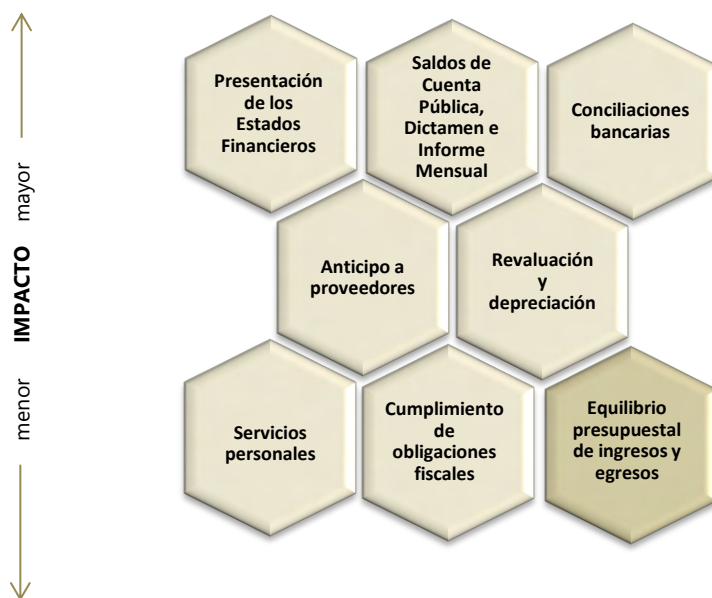 Presentación
de los
Estados
Financieros
Saldos de
Cuenta
Pública,
Dictamen e
Informe
Mensual
Conciliaciones
bancarias
Anticipo a
proveedores
Revaluación
y
depreciación
Servicios
personales
Cumplimiento
de
obligaciones
fiscales
Equilibrio
presupuestal
de ingresos y
egresos
menor IMPACTO mayor